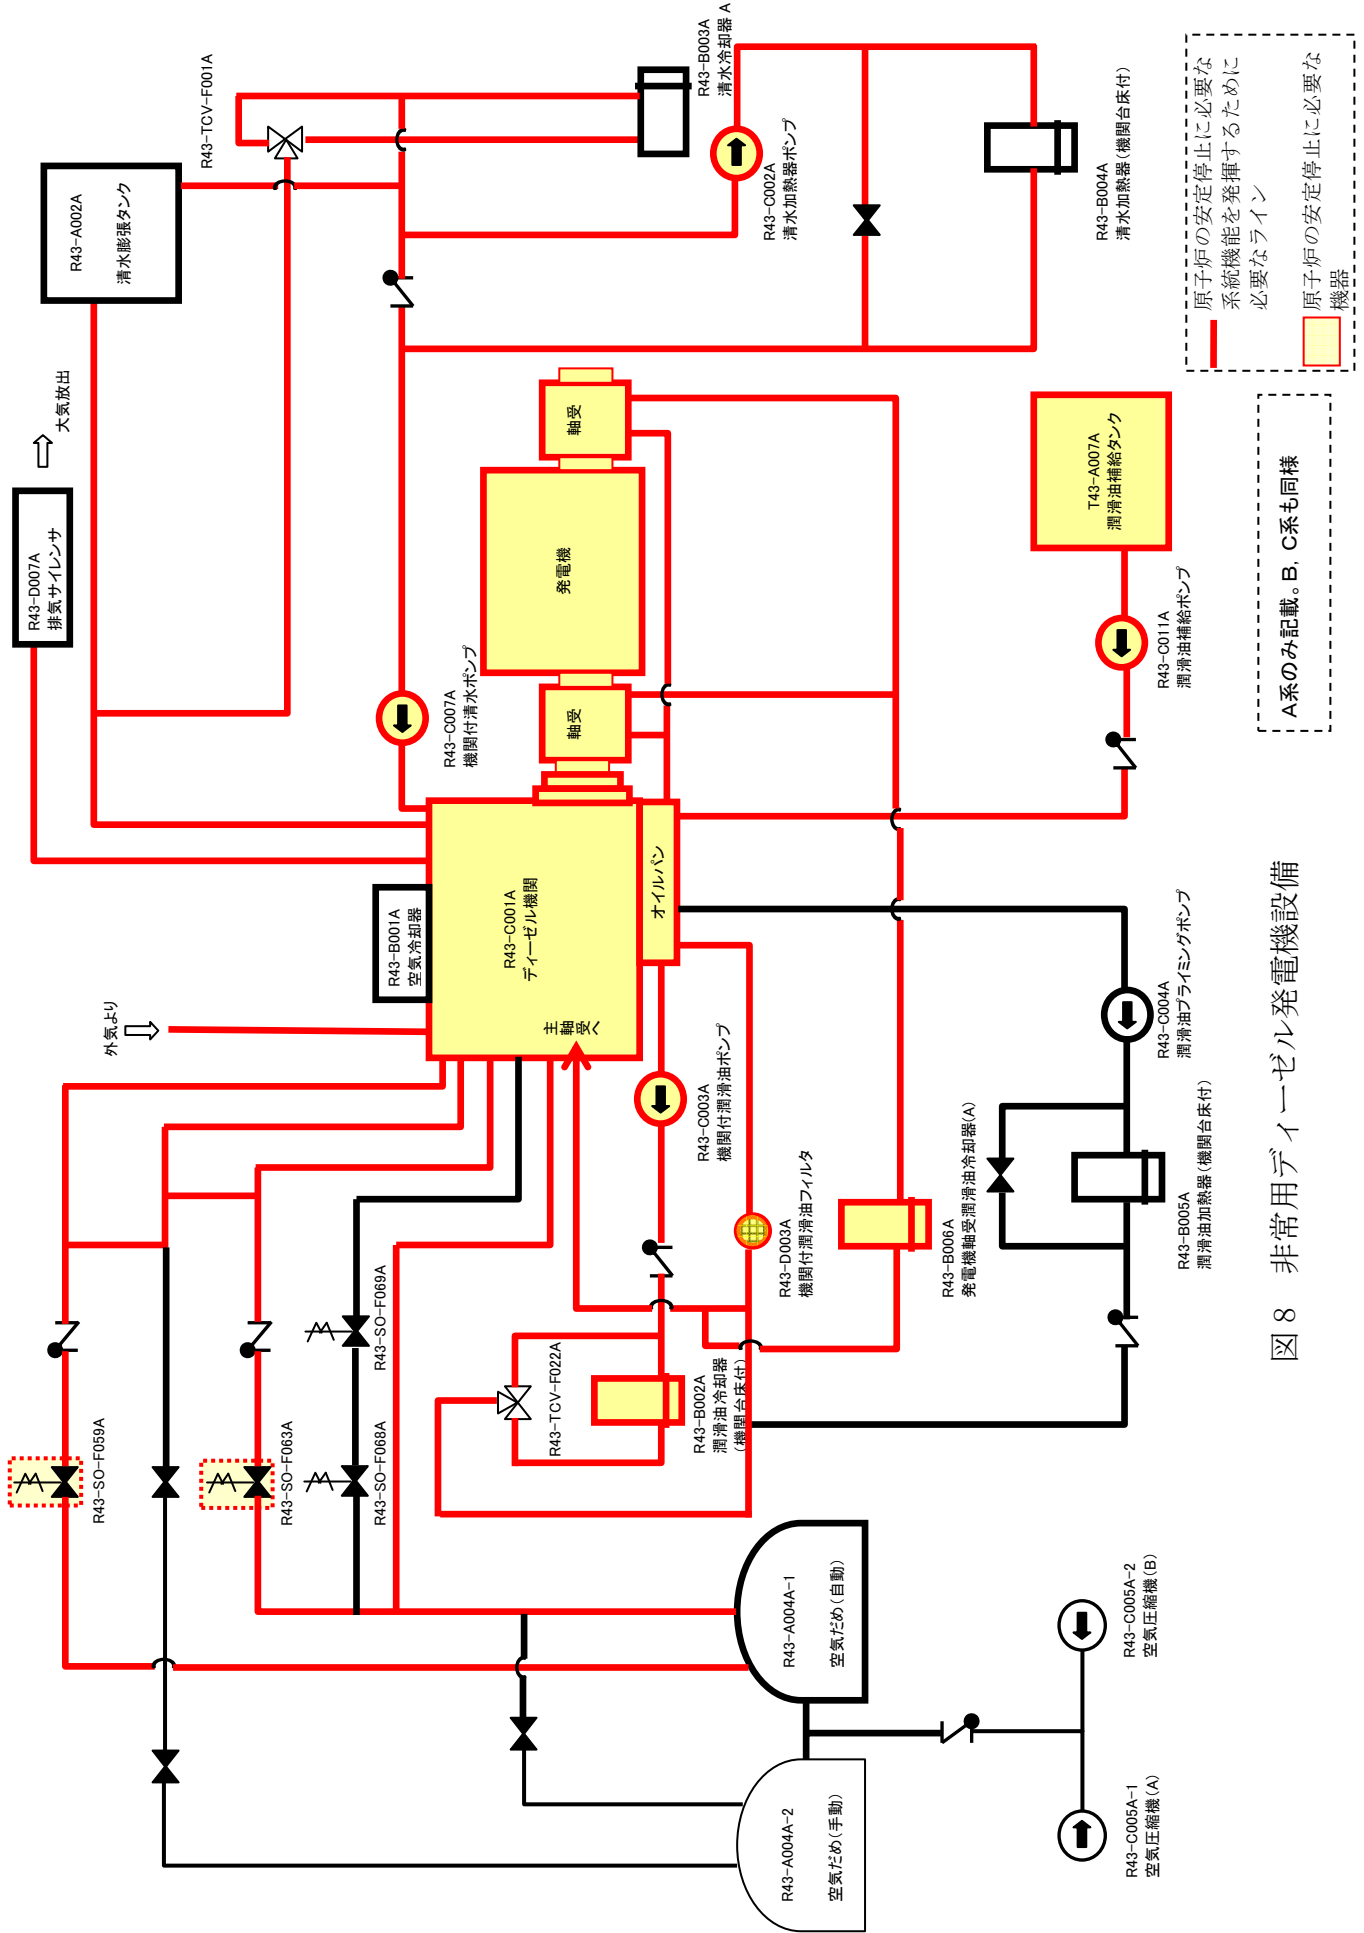 R43-SO-F059A
R43-SO-F063A
R43-SO-F069A
R43-SO-F068A
外気より
R43-D007A
排気サイレンサ
大気放出
R43-A002A
清水膨張タンク
R43-TCV-F001A
R43-B003A
清水冷却器 A
R43-C002A
清水加熱器ポンプ
R43-B004A
清水加熱器(機関台床付)
R43-C007A
機関付清水ポンプ
R43-B001A
空気冷却器
R43-C001A
ディーゼル機関
主
軸
受
へ
オイルパン
軸受
発電機
軸受
R43-TCV-F022A
R43-B002A
潤滑油冷却器
(機関台床付)
R43-C003A
機関付潤滑油ポンプ
R43-D003A
機関付潤滑油フィルタ
R43-B006A
発電機軸受潤滑油冷却器(A)
T43-A007A
潤滑油補給タンク
R43-C011A
潤滑油補給ポンプ
R43-C004A
潤滑油プライミングポンプ
R43-B005A
潤滑油加熱器(機関台床付)
R43-A004A-1
空気だめ(自動)
R43-A004A-2
空気だめ(手動)
R43-C005A-1
空気圧縮機(A)
R43-C005A-2
空気圧縮機(B)
原子炉の安定停止に必要な
系統機能を発揮するために
必要なライン
原子炉の安定停止に必要な
機器
A系のみ記載。B, C系も同様
図 8 非常用ディーゼル発電機設備